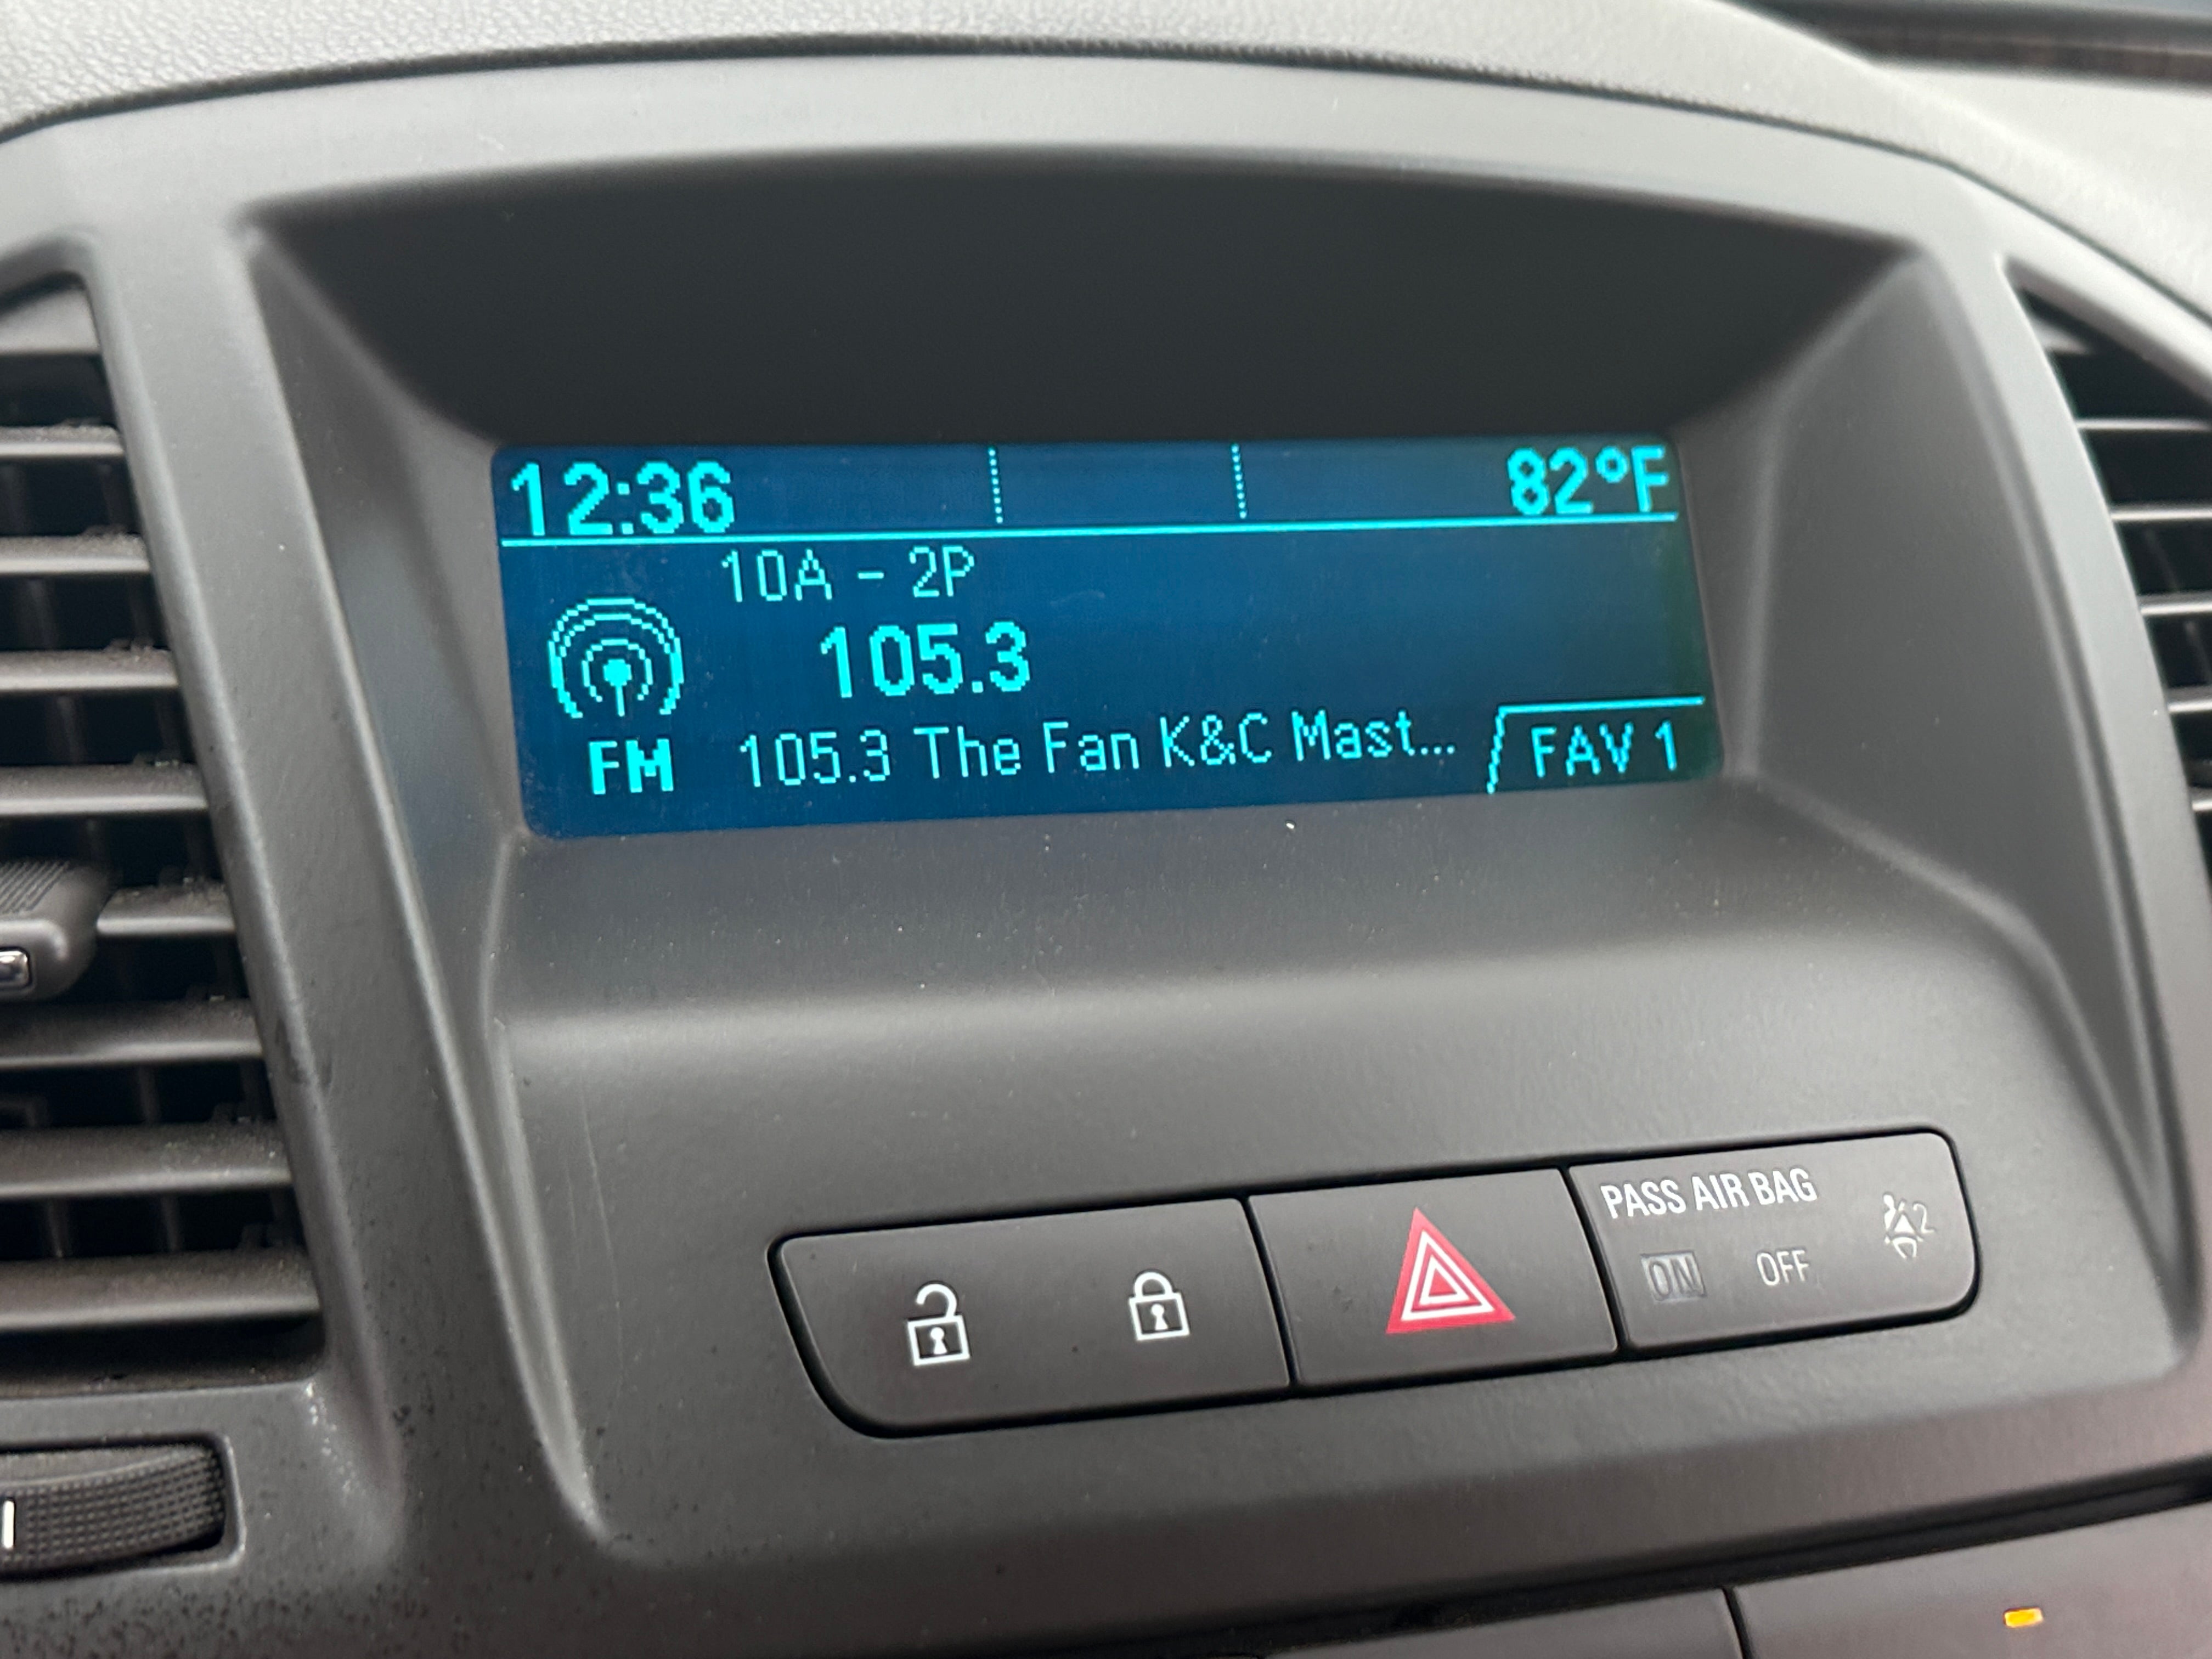 12:36 82°F
10A - 2P
105.3
FM 105.3 The Fan K&C Mast... FAV 1
PASS AIR BAG
ON OFF 2